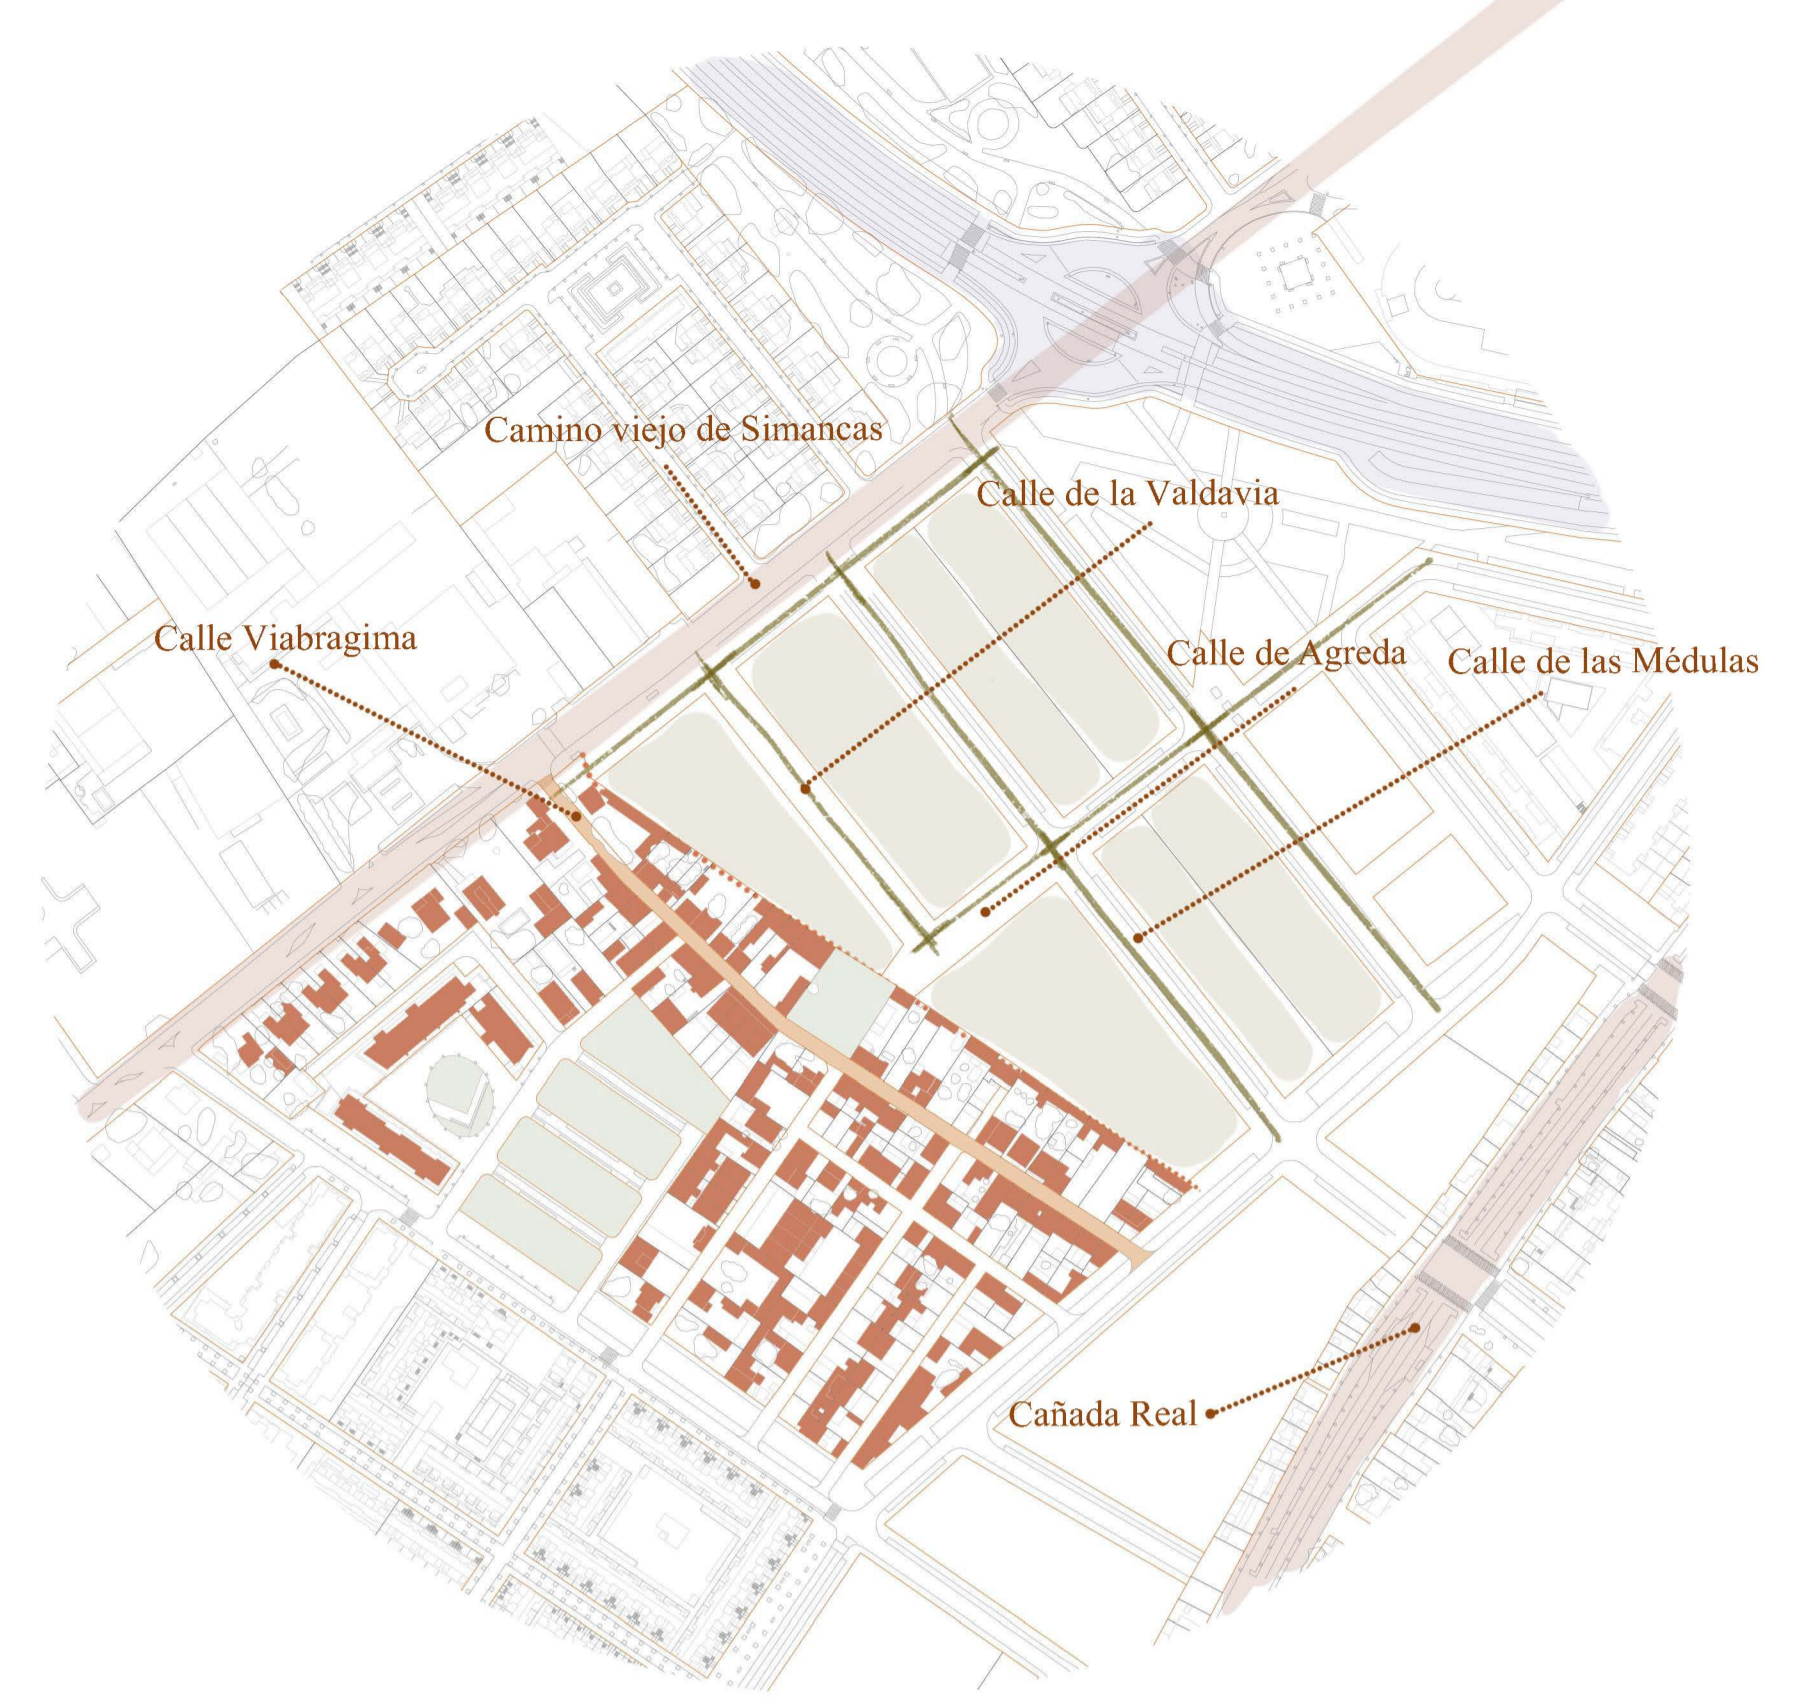 Camino viejo de Simancas
Calle de la Valdavia
Calle Viabragima
Calle de Agreda
Calle de las Médulas
Cañada Real